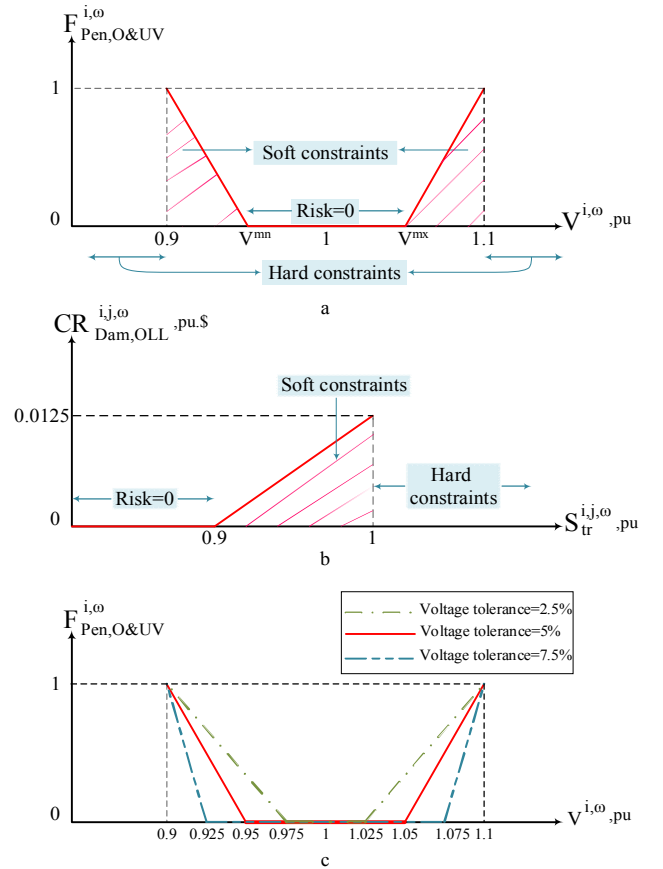 F i,ω Pen,O&UV
1
Soft constraints
Risk=0
0
0.9
V mn
1
V mx
1.1
V i,ω ,pu
Hard constraints
a
CR i,j,ω Dam,OLL ,pu.$
Soft constraints
0.0125
Hard
constraints
Risk=0
0
0.9
1
S i,j,ω tr ,pu
b
Voltage tolerance=2.5%
Voltage tolerance=5%
Voltage tolerance=7.5%
F i,ω Pen,O&UV
1
0
0.9 0.925 0.95 0.975 1 1.025 1.05 1.075 1.1
V i,ω ,pu
c